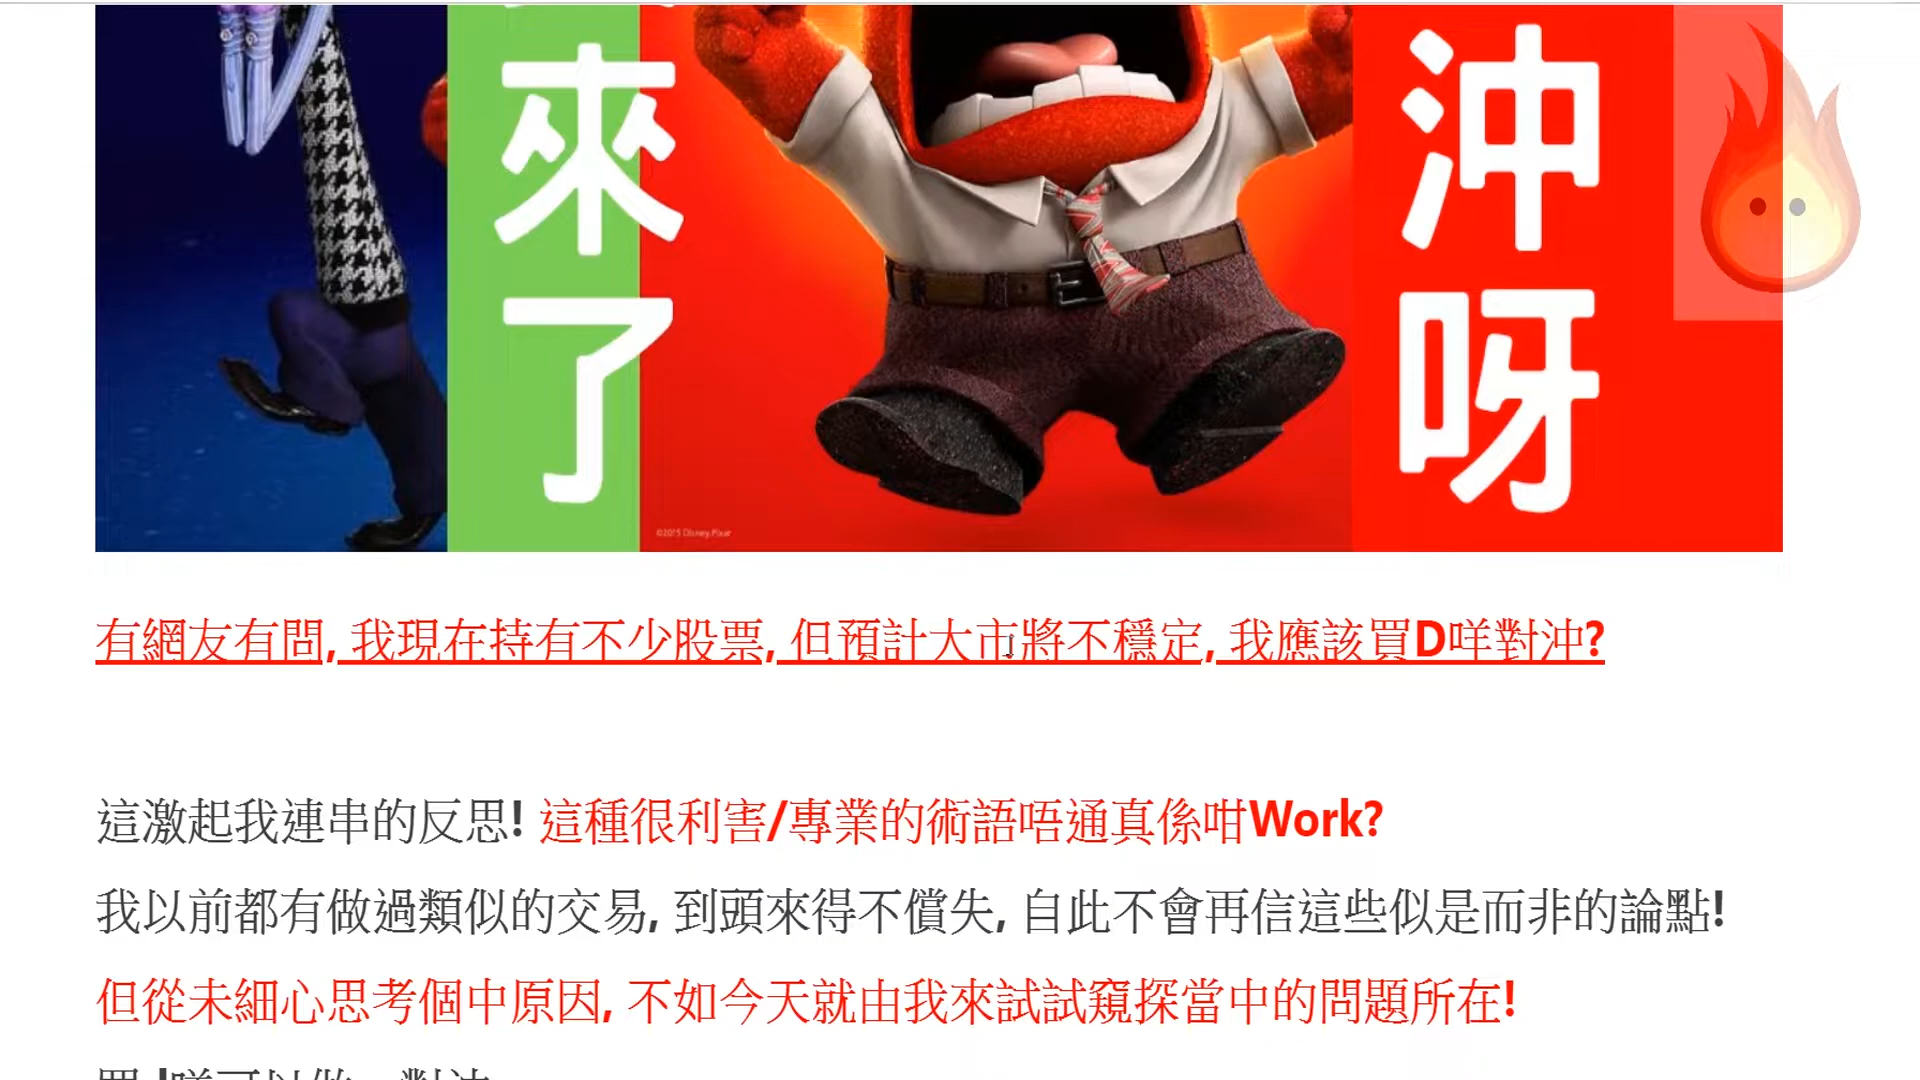 來了
沖呀
©2015 Disney.Pixar
有網友有問, 我現在持有不少股票, 但預計大市將不穩定, 我應該買D咩對沖?
這激起我連串的反思! 這種很利害/專業的術語唔通真係咁Work?
我以前都有做過類似的交易, 到頭來得不償失, 自此不會再信這些似是而非的論點!
但從未細心思考個中原因, 不如今天就由我來試試窺探當中的問題所在!